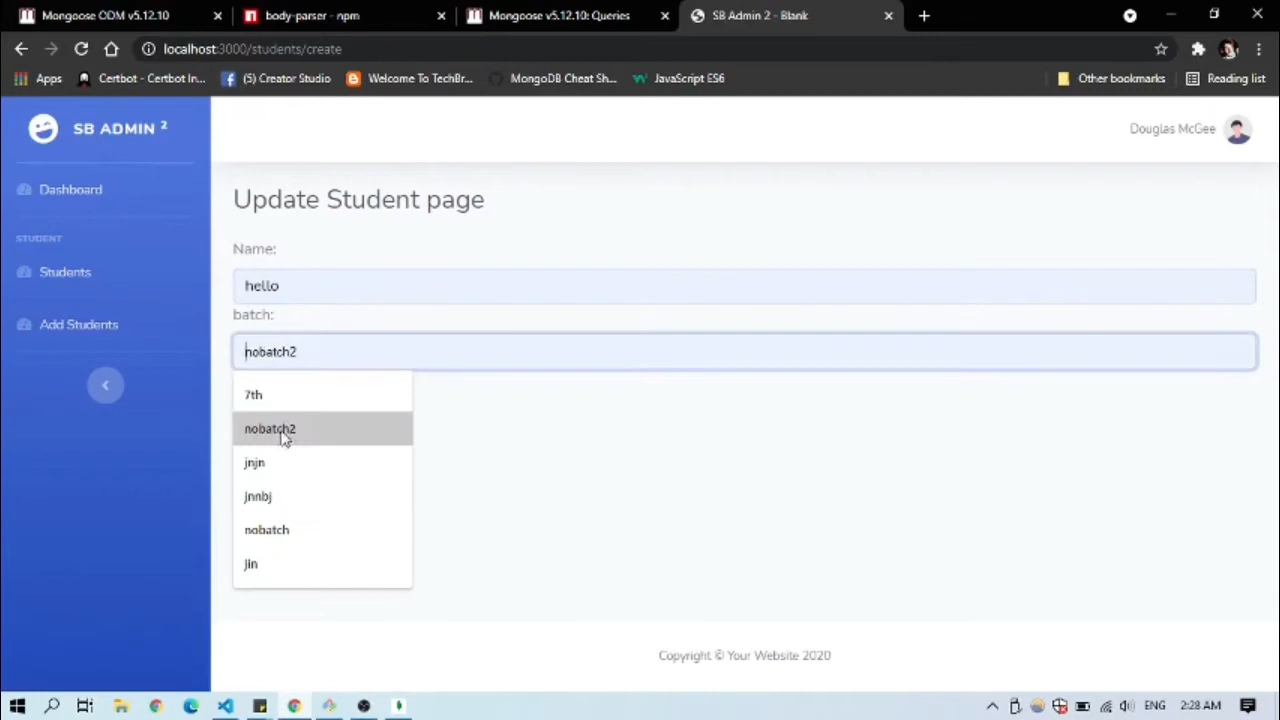 Mongoose ODM v5.12.10
body-parser - npm
Mongoose v5.12.10: Queries
SB Admin 2 - Blank
localhost:3000/students/create
Apps
Certbot - Certbot In...
(5) Creator Studio
Welcome To TechBr...
MongoDB Cheat Sh...
JavaScript ES6
Other bookmarks
Reading list
SB ADMIN 2
Douglas McGee
Dashboard
STUDENT
Students
Add Students
Update Student page
Name:
hello
batch:
nobatch2
7th
nobatch2
jnjn
jnnbj
nobatch
jin
Copyright © Your Website 2020
ENG
2:28 AM